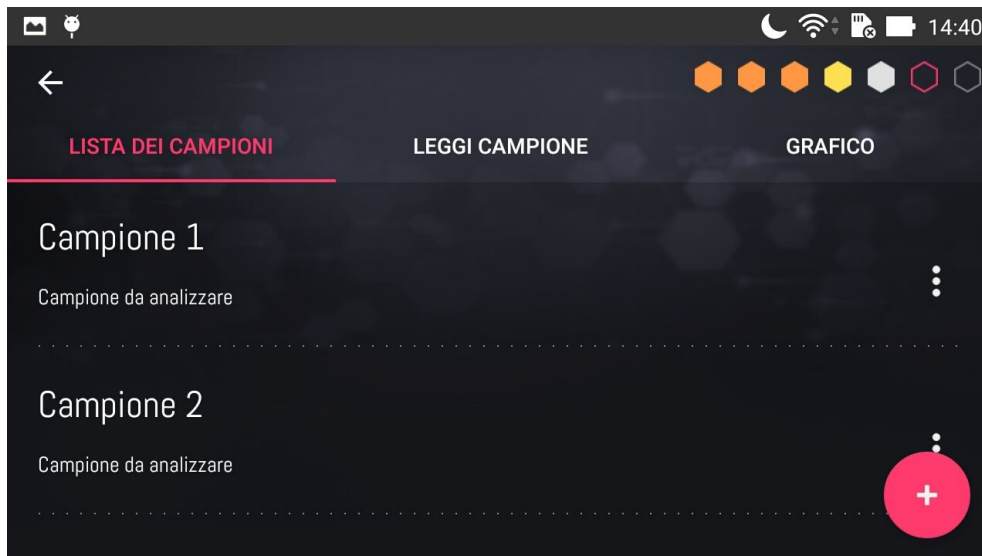 14:40
LISTA DEI CAMPIONI LEGGI CAMPIONE GRAFICO
Campione 1
Campione da analizzare
Campione 2
Campione da analizzare
+